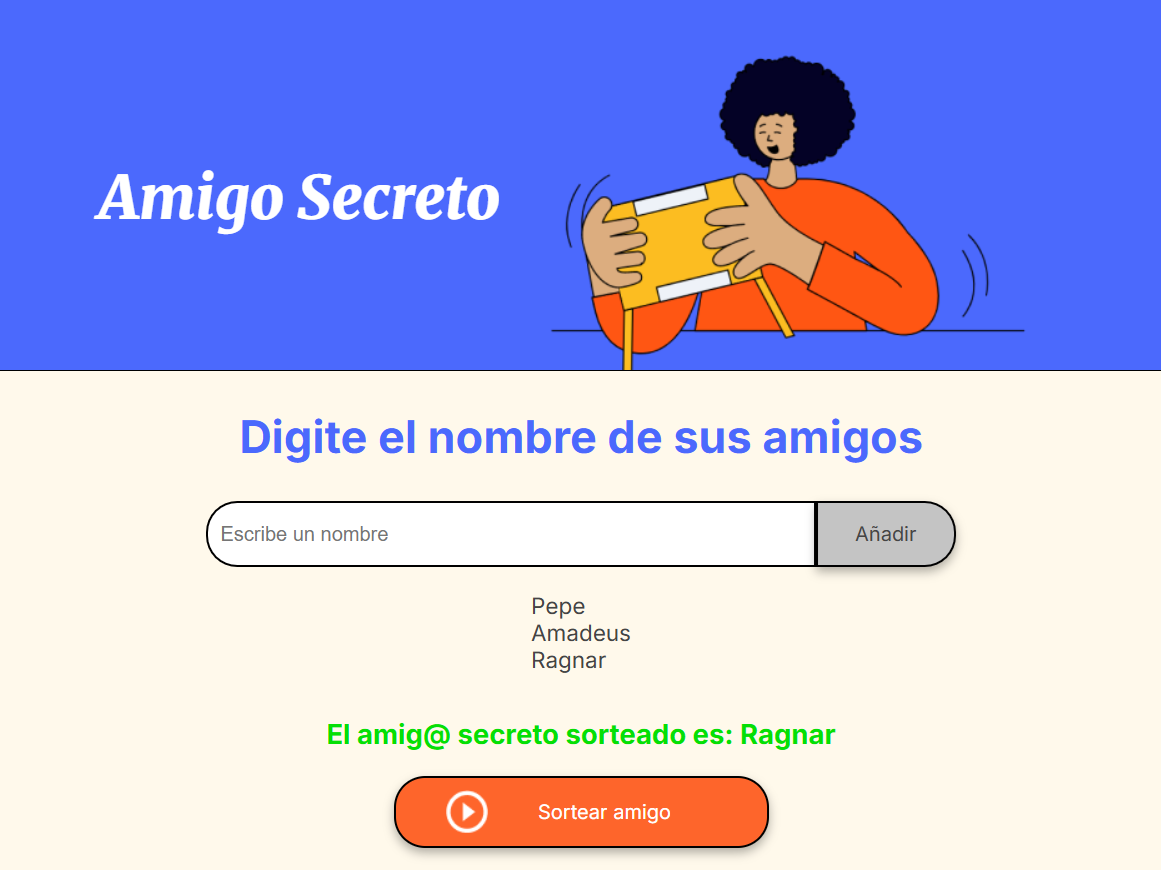 Amigo Secreto
Digite el nombre de sus amigos
Escribe un nombre
Añadir
Pepe
Amadeus
Ragnar
El amig@ secreto sorteado es: Ragnar
Sortear amigo